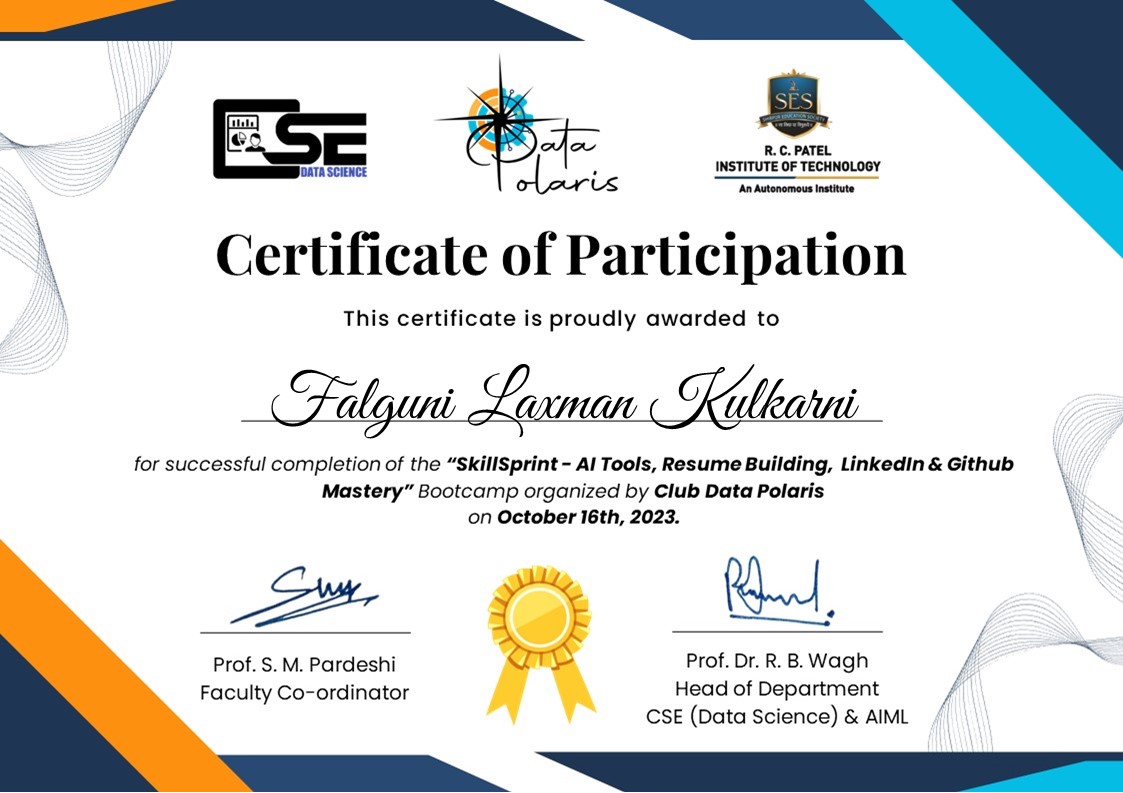 CSE
DATA SCIENCE
Data
Polaris
SES
SHIRPUR EDUCATION SOCIETY
R. C. PATEL
INSTITUTE OF TECHNOLOGY
An Autonomous Institute
Certificate of Participation
This certificate is proudly awarded to
Falguni Laxman Kulkarni
for successful completion of the “SkillSprint - AI Tools, Resume Building, LinkedIn & Github
Mastery” Bootcamp organized by Club Data Polaris
on October 16th, 2023.
Prof. S. M. Pardeshi
Faculty Co-ordinator
Prof. Dr. R. B. Wagh
Head of Department
CSE (Data Science) & AIML